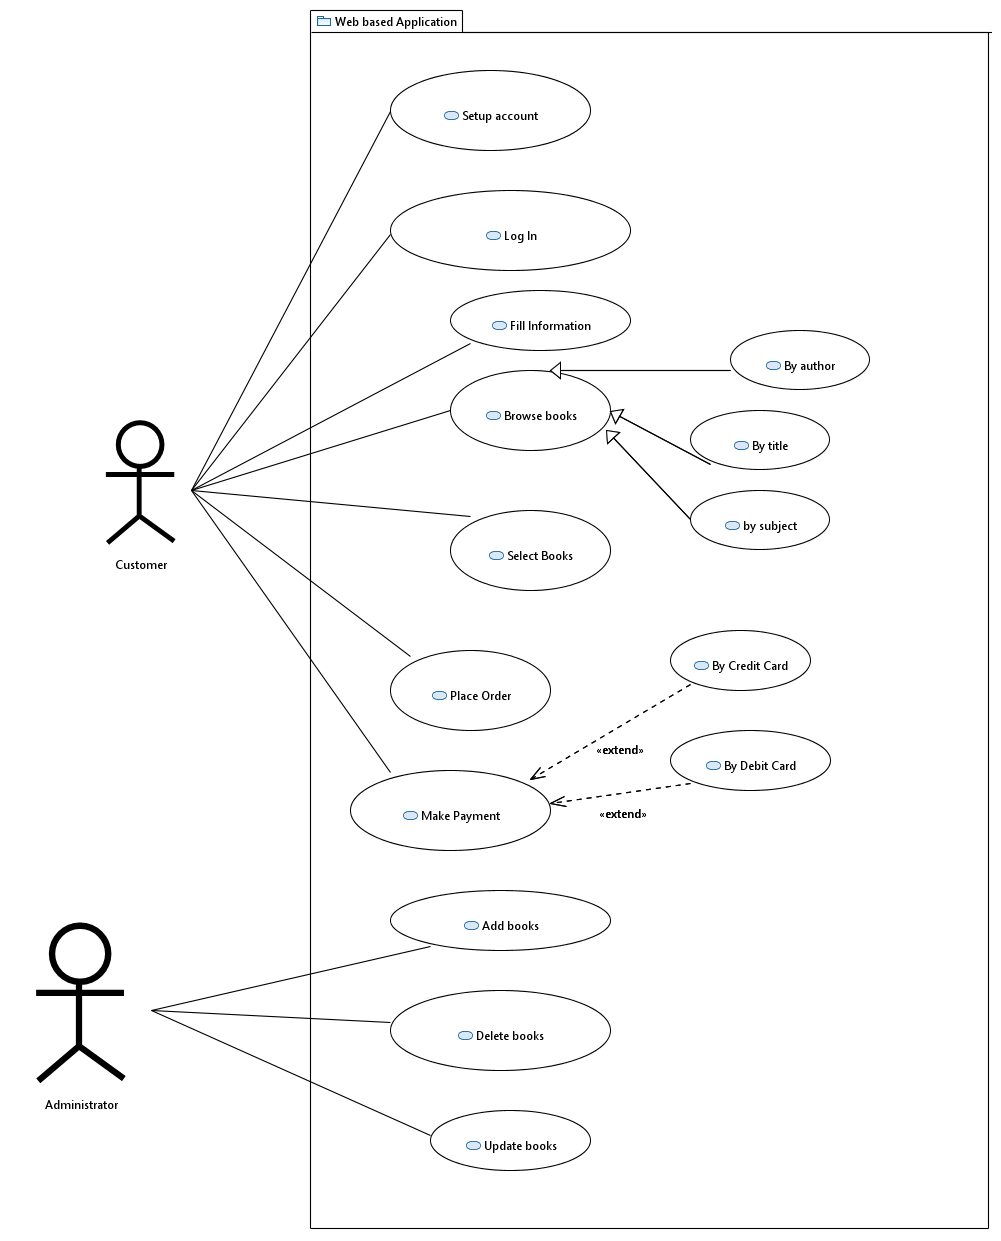 Web based Application
Setup account
Log In
Fill Information
By author
Browse books
By title
by subject
Select Books
Customer
By Credit Card
Place Order
«extend»
By Debit Card
«extend»
Make Payment
Add books
Delete books
Administrator
Update books